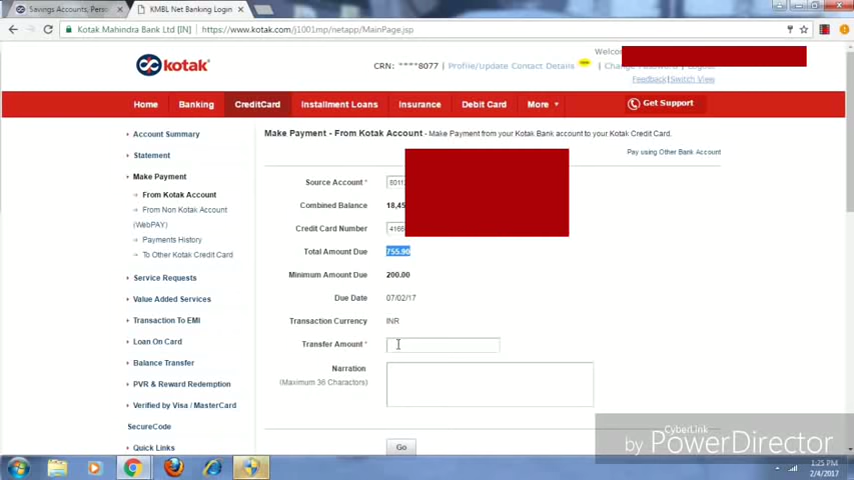 Savings Accounts, Perso
KMBL Net Banking Login
Kotak Mahindra Bank Ltd [IN]
https://www.kotak.com/j1001mp/netapp/MainPage.jsp
kotak
Welco
CRN: ****8077 | Profile/Update Contact Details
Feedback|Switch View
Home
Banking
CreditCard
Installment Loans
Insurance
Debit Card
More
Get Support
Account Summary
Statement
Make Payment
From Kotak Account
From Non Kotak Account
(WebPAY)
Payments History
To Other Kotak Credit Card
Service Requests
Value Added Services
Transaction To EMI
Loan On Card
Balance Transfer
PVR & Reward Redemption
Verified by Visa / MasterCard
SecureCode
Quick Links
Make Payment - From Kotak Account - Make Payment from your Kotak Bank account to your Kotak Credit Card.
Pay using Other Bank Account
Source Account *
Combined Balance 18,45
Credit Card Number 4166
Total Amount Due 755.90
Minimum Amount Due 200.00
Due Date 07/02/17
Transaction Currency INR
Transfer Amount *
Narration
(Maximum 36 Characters)
Go
CyberLink
by PowerDirector
1:25 PM
2/4/2017